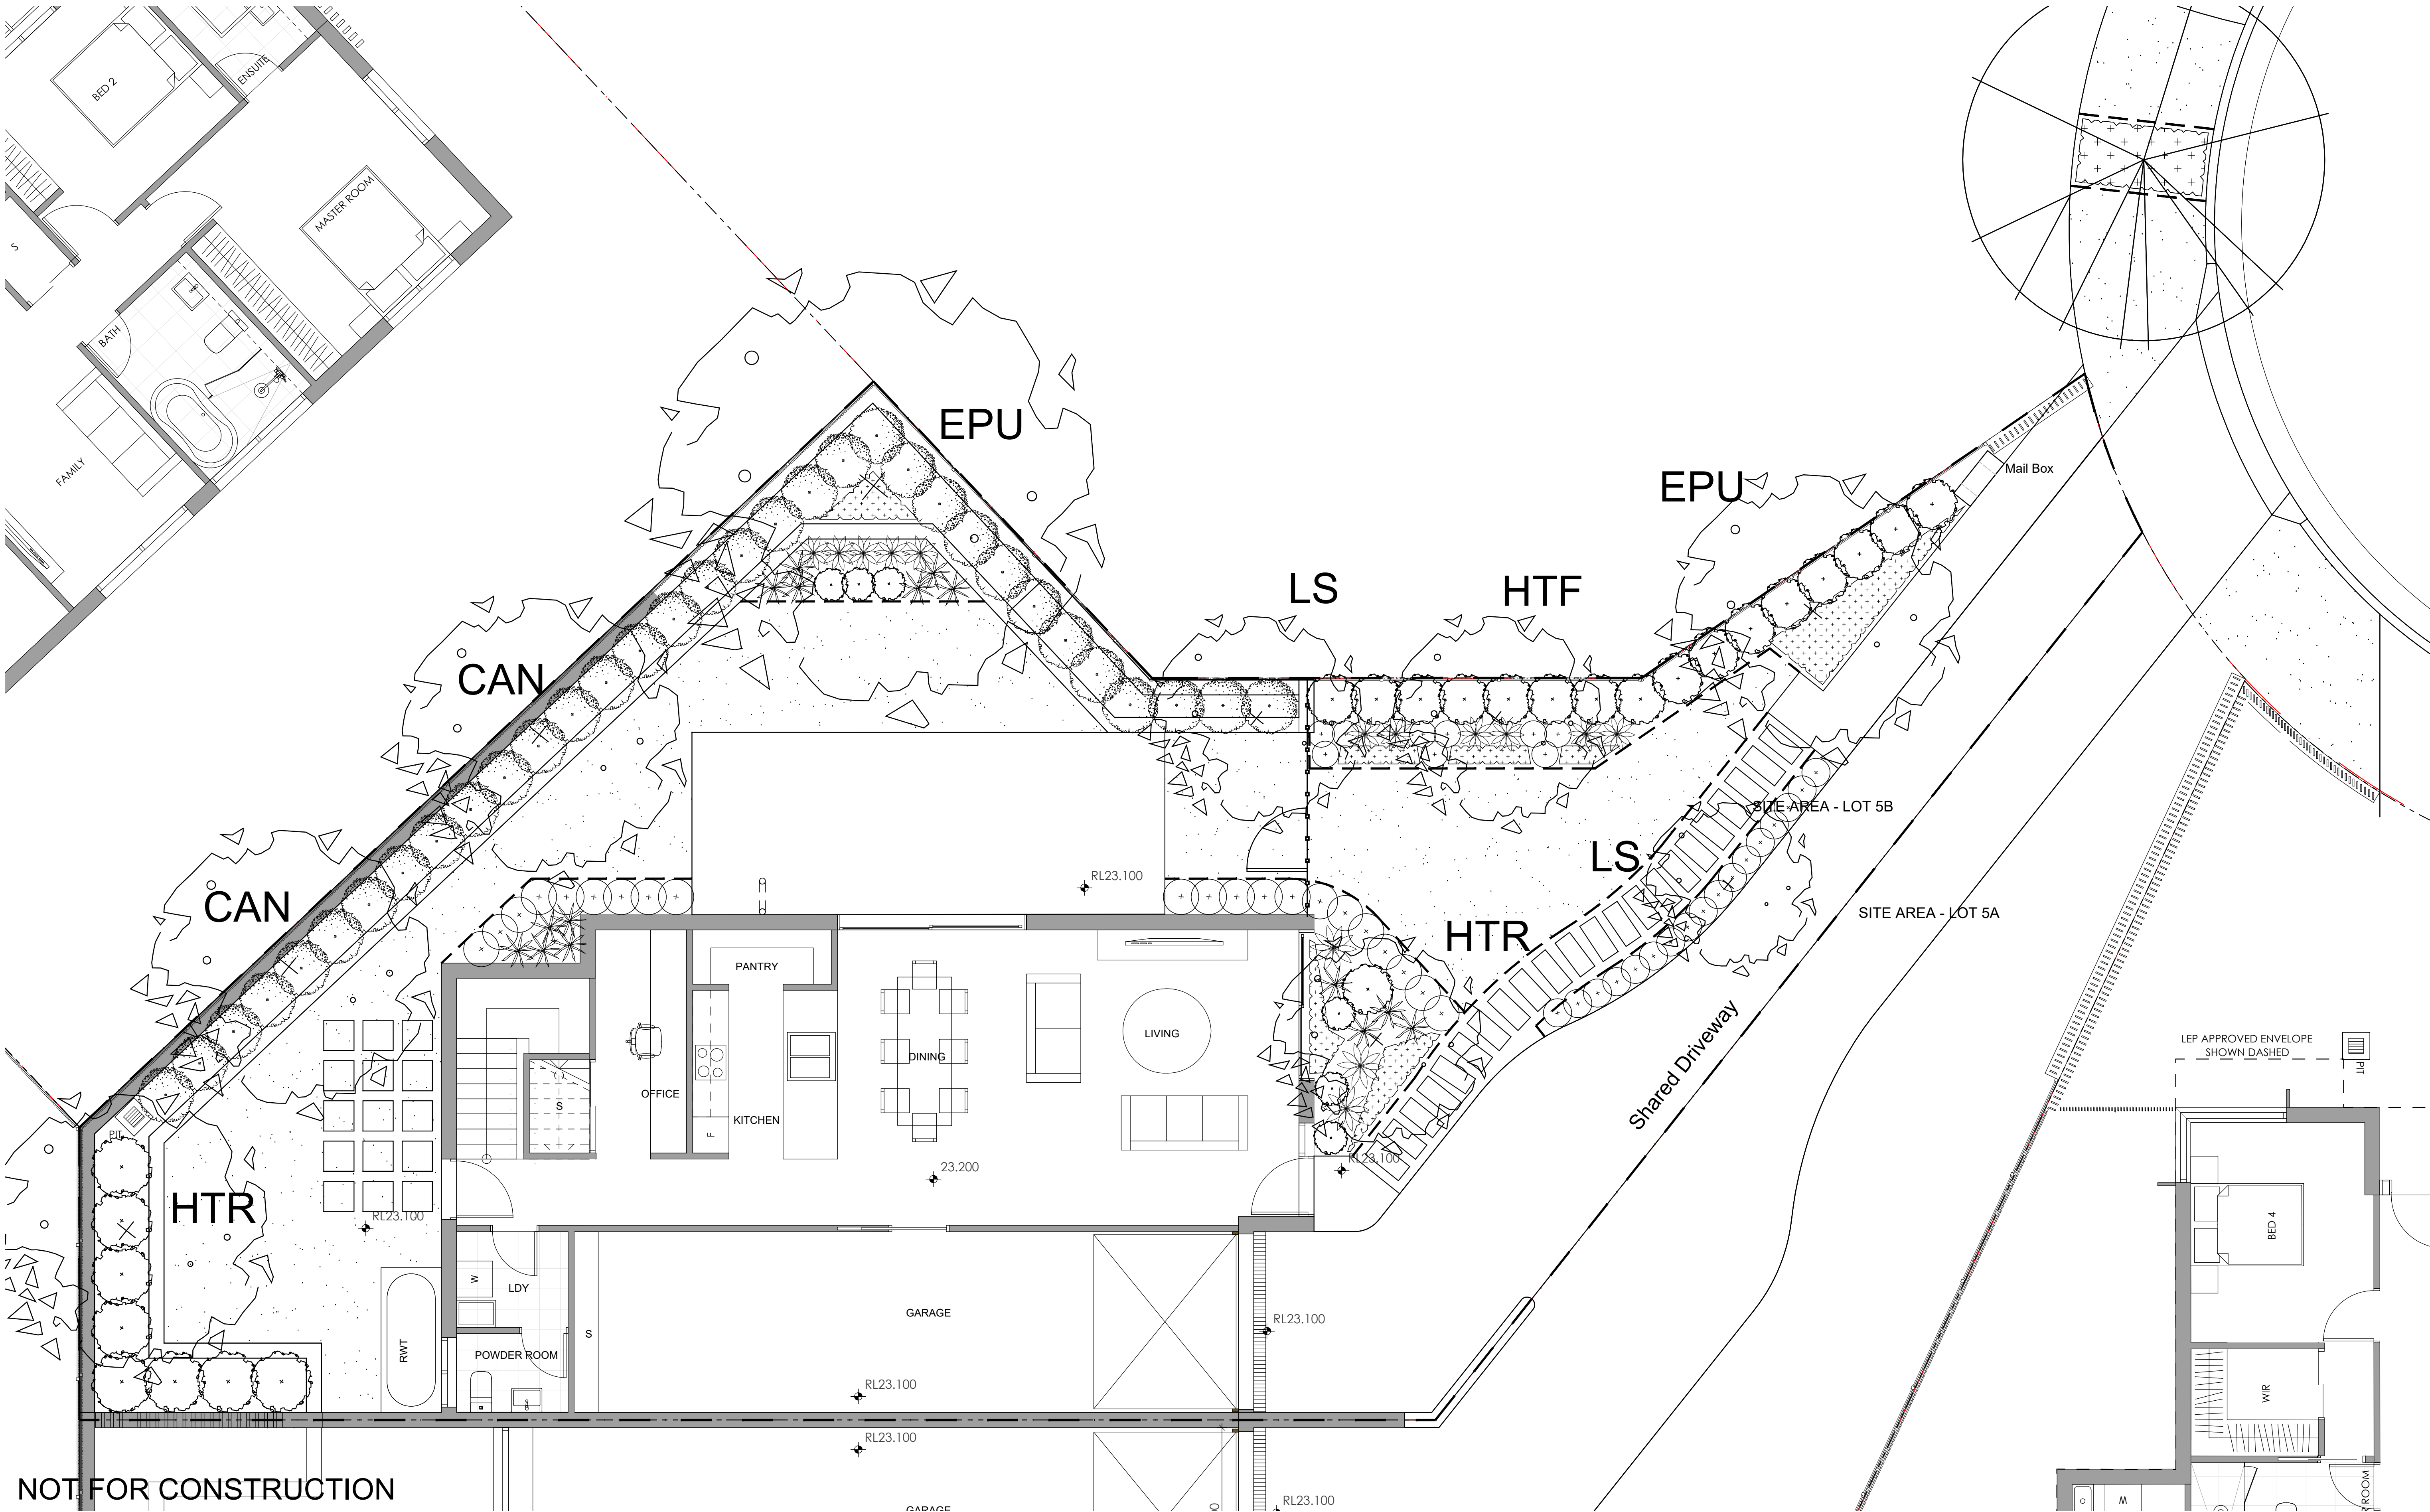 BED 2
ENSUITE
MASTER ROOM
S
BATH
FAMILY
EPU
EPU
Mail Box
LS
HTF
CAN
CAN
SITE AREA - LOT 5B
LS
RL23.100
SITE AREA - LOT 5A
HTR
PANTRY
DINING
LIVING
OFFICE
KITCHEN
S
F
Shared Driveway
LEP APPROVED ENVELOPE
SHOWN DASHED
PIT
PIT
RL23.100
23.200
HTR
RL23.100
BED 4
W
LDY
GARAGE
RL23.100
S
POWDER ROOM
RWT
RL23.100
WIR
RL23.100
NOT FOR CONSTRUCTION
RL23.100
GARAGE
W
R ROOM